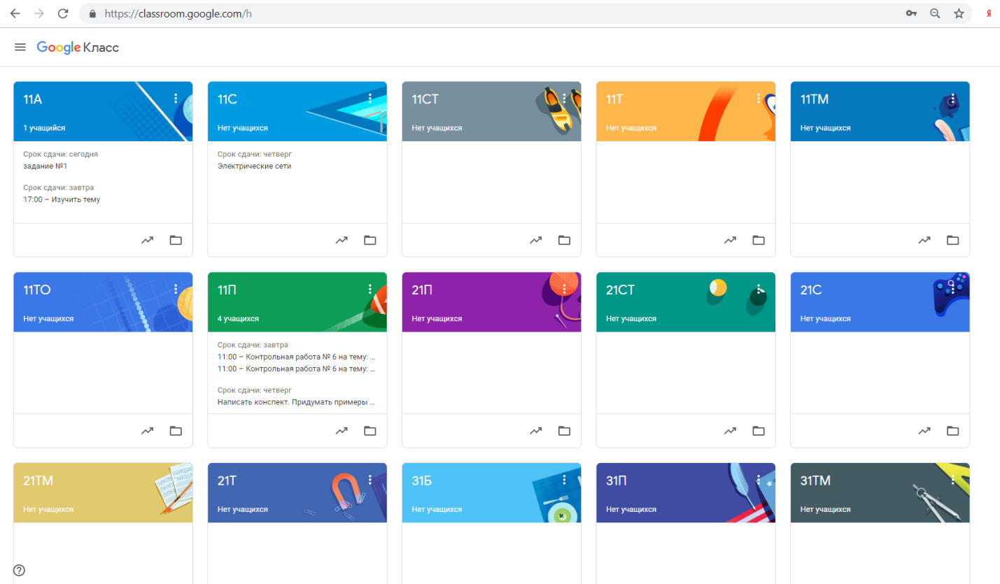 https://classroom.google.com/h
Я
Google Класс
11А
1 учащийся
Срок сдачи: сегодня
задание №1
Срок сдачи: завтра
17:00 – Изучить тему
11С
Нет учащихся
Срок сдачи: четверг
Электрические сети
11СТ
Нет учащихся
11Т
Нет учащихся
11ТМ
Нет учащихся
11ТО
Нет учащихся
11П
4 учащихся
Срок сдачи: завтра
11:00 – Контрольная работа № 6 на тему: ...
11:00 – Контрольная работа № 6 на тему: ...
Срок сдачи: четверг
Написать конспект. Придумать примеры ...
21П
Нет учащихся
21СТ
Нет учащихся
21С
Нет учащихся
21ТМ
Нет учащихся
21Т
Нет учащихся
31Б
Нет учащихся
31П
Нет учащихся
31ТМ
Нет учащихся